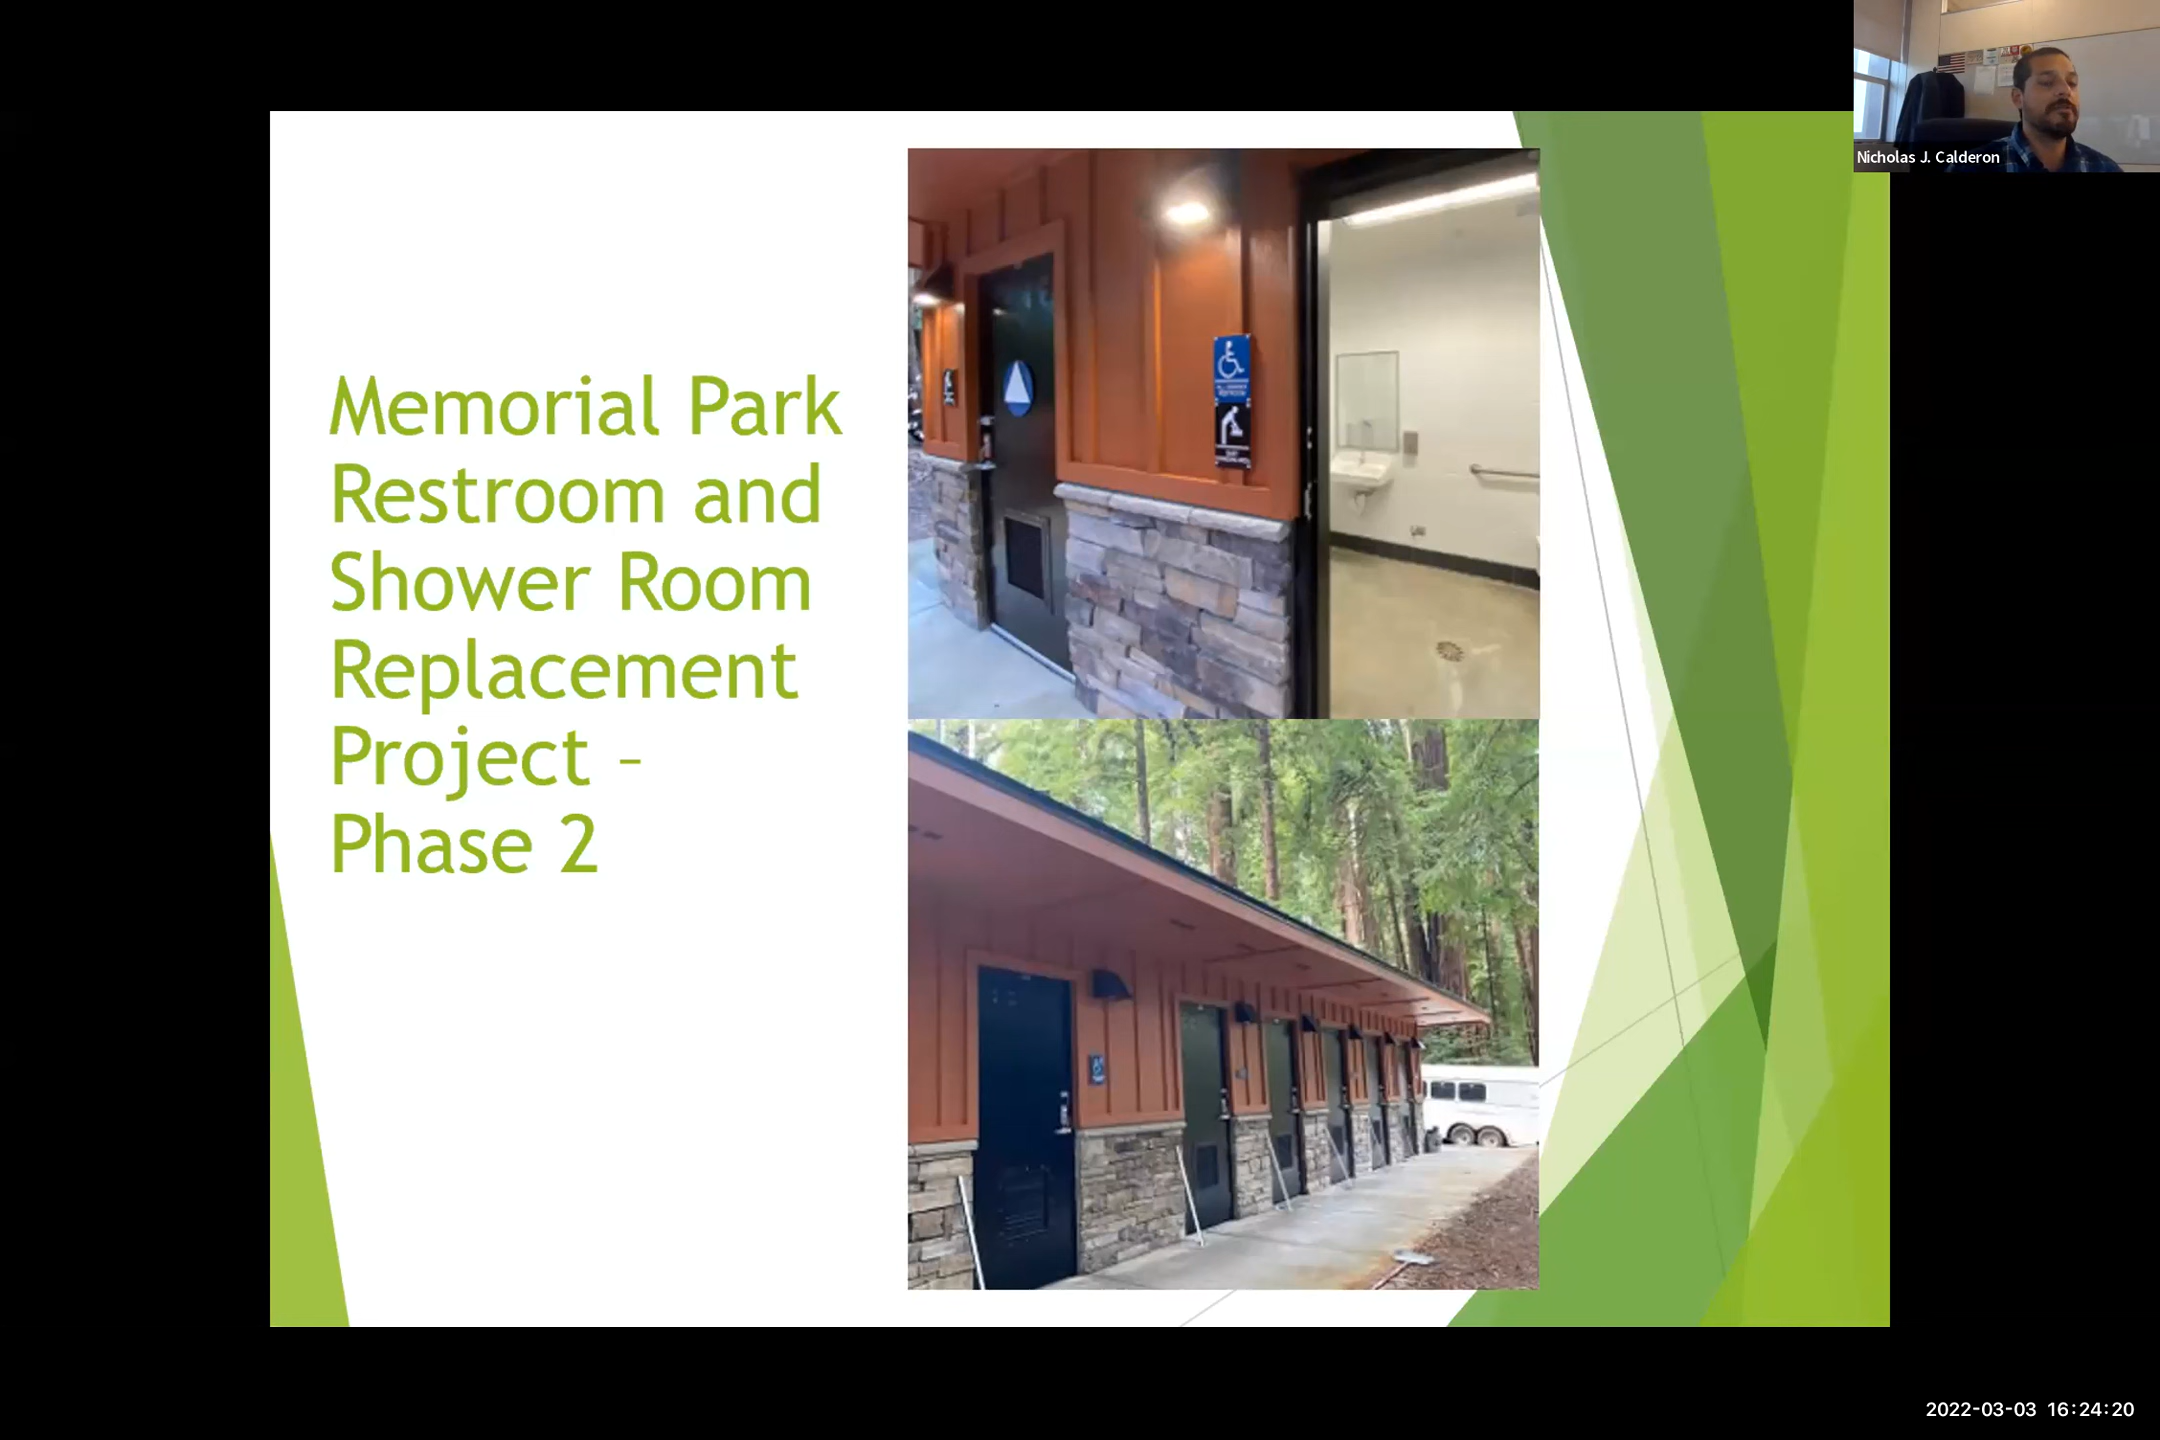 Nicholas J. Calderon
Memorial Park
Restroom and
Shower Room
Replacement
Project –
Phase 2
2022-03-03 16:24:20